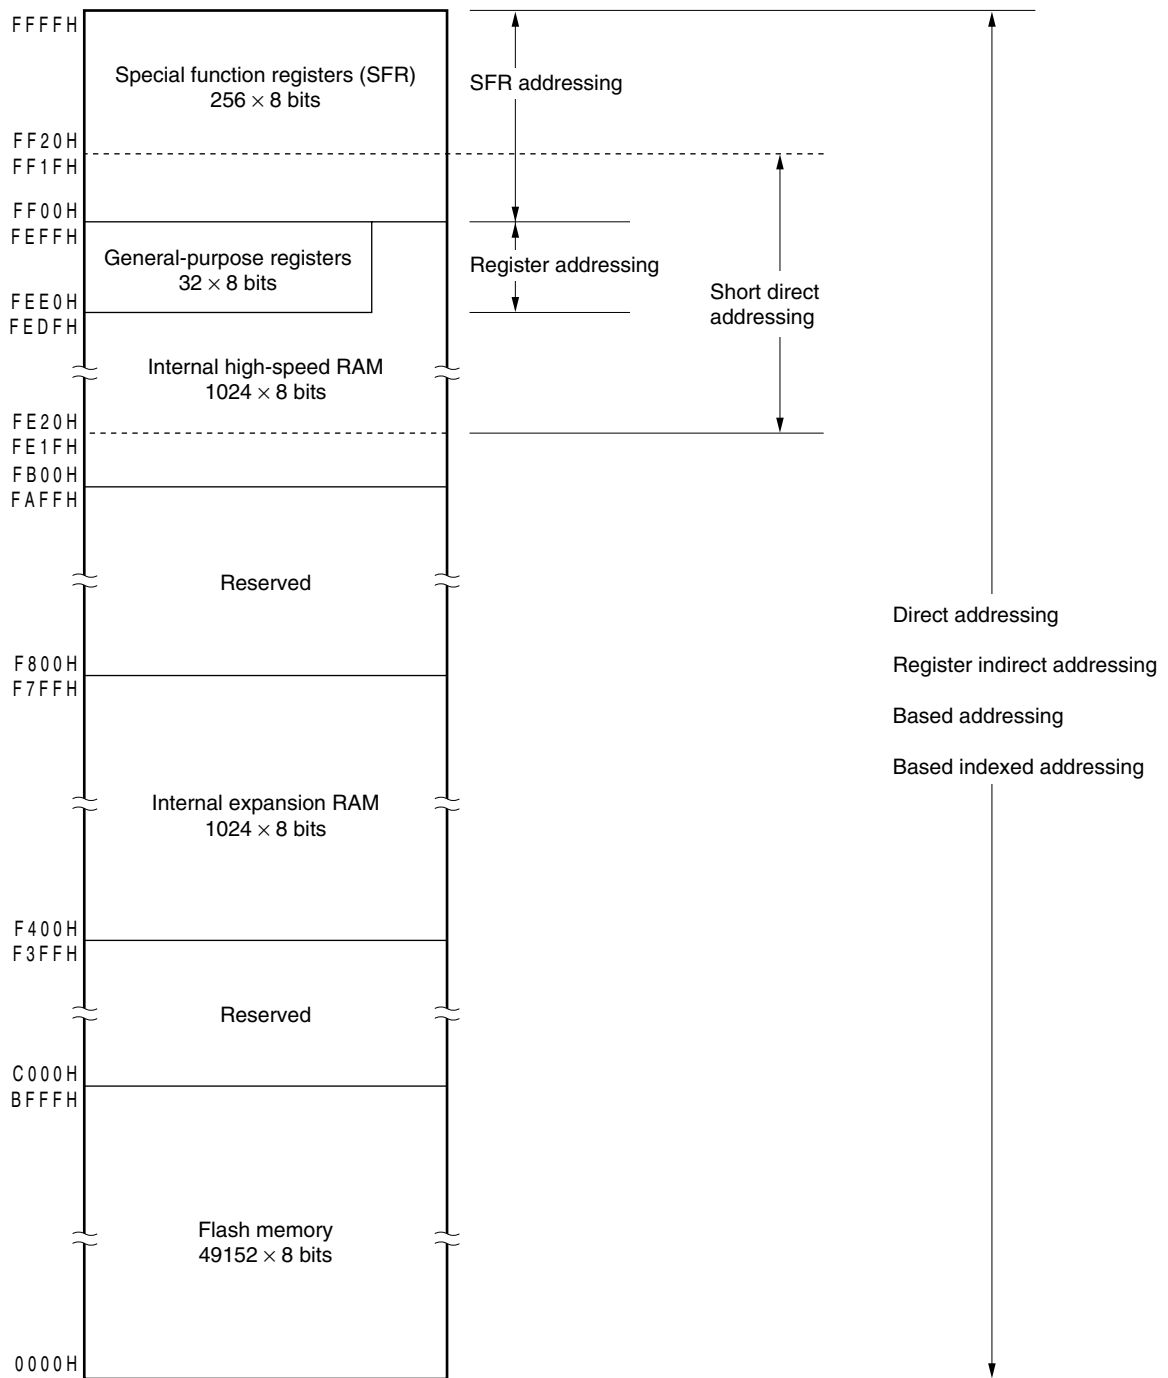 FFFFH
Special function registers (SFR)
256 × 8 bits
SFR addressing
FF20H
FF1FH
FF00H
FEFFH
General-purpose registers
32 × 8 bits
Register addressing
Short direct
addressing
FEE0H
FEDFH
Internal high-speed RAM
1024 × 8 bits
FE20H
FE1FH
FB00H
FAFFH
Reserved
Direct addressing
Register indirect addressing
Based addressing
Based indexed addressing
F800H
F7FFH
Internal expansion RAM
1024 × 8 bits
F400H
F3FFH
Reserved
C000H
BFFFH
Flash memory
49152 × 8 bits
0000H